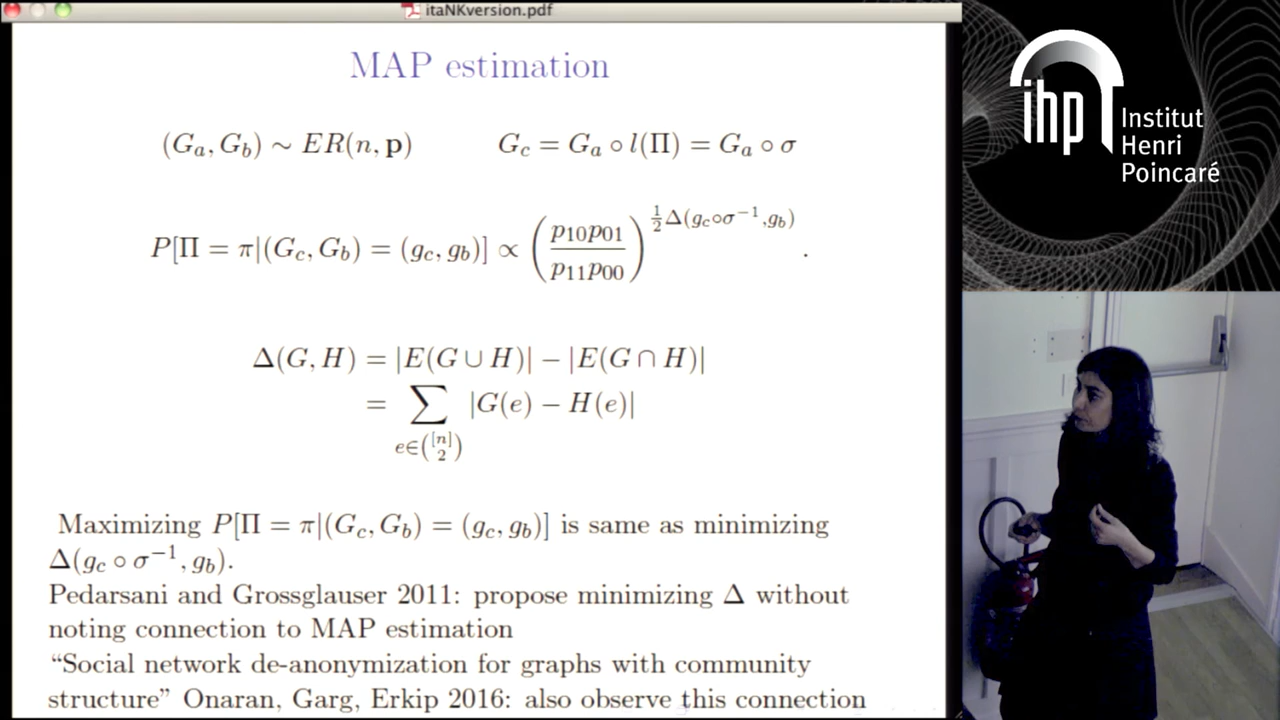 itaNKversion.pdf
MAP estimation
(G_a, G_b) ∼ ER(n, p) G_c = G_a ∘ l(Π) = G_a ∘ σ
P[Π = π|(G_c, G_b) = (g_c, g_b)] ∝ (p_10 p_01 / p_11 p_00)^{½Δ(g_c∘σ^{−1}, g_b)} .
Δ(G, H) = |E(G ∪ H)| − |E(G ∩ H)|
= ∑_{e∈([n] 2)} |G(e) − H(e)|
Maximizing P[Π = π|(G_c, G_b) = (g_c, g_b)] is same as minimizing
Δ(g_c ∘ σ^{−1}, g_b).
Pedarsani and Grossglauser 2011: propose minimizing Δ without
noting connection to MAP estimation
“Social network de-anonymization for graphs with community
structure” Onaran, Garg, Erkip 2016: also observe this connection
ihp
Institut
Henri
Poincaré